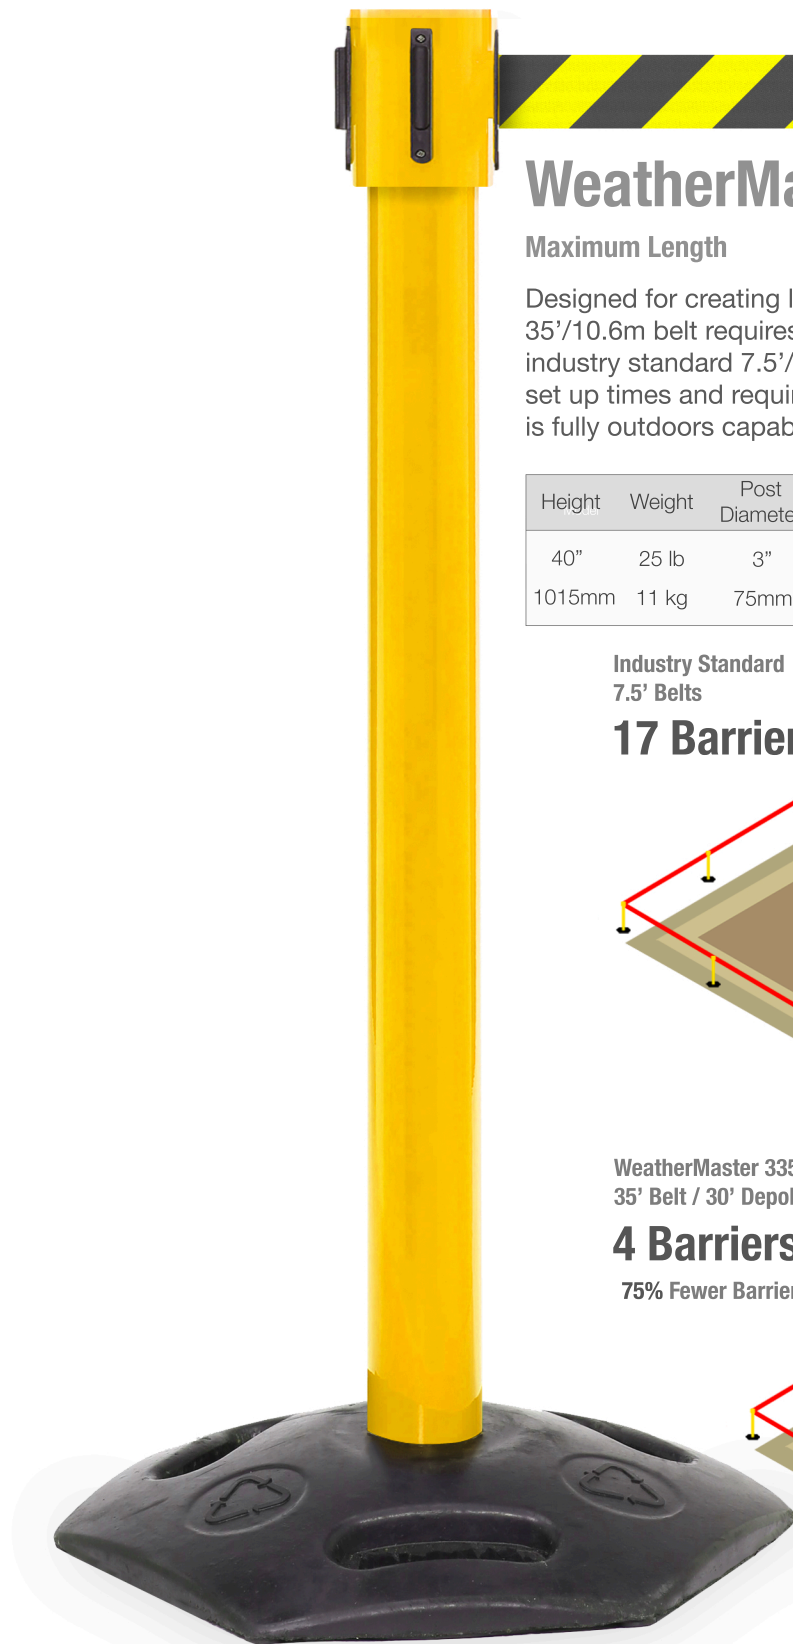 WeatherMa
Maximum Length
Designed for creating l
35’/10.6m belt requires
industry standard 7.5’/
set up times and requir
is fully outdoors capab
Height Weight Post Diamete
40” 25 lb 3”
1015mm 11 kg 75mm
Industry Standard
7.5’ Belts
17 Barrier
WeatherMaster 335
35’ Belt / 30’ Depol
4 Barriers
75% Fewer Barrier